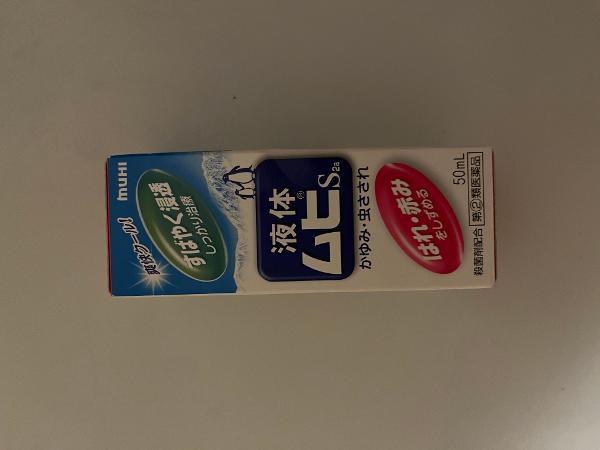 muhi
爽快クール!
すばやく浸透
しっかり治療
液体
ムヒS2a
®
かゆみ・虫さされ
はれ・赤み
をしずめる
50mL
殺菌剤配合 第②類医薬品